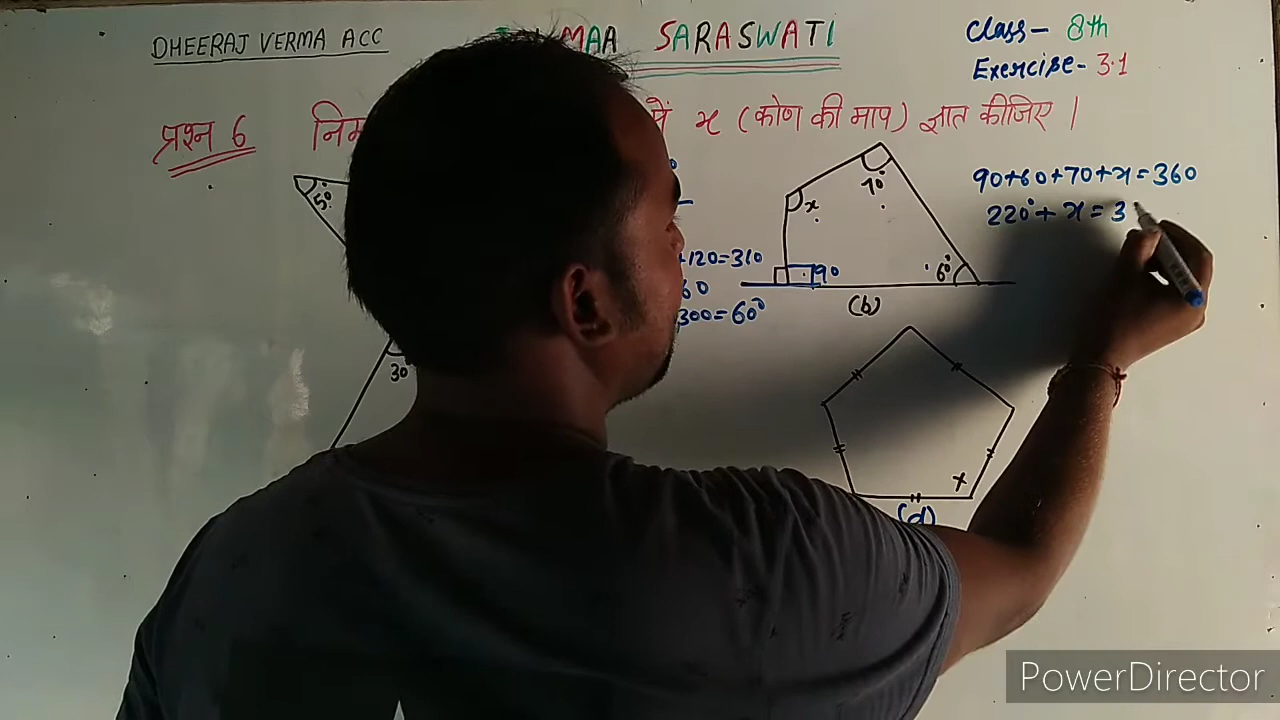 DHEERAJ VERMA ACC
MAA SARASWATI
Class- 8th
Exercise- 3.1
प्रश्न 6
में x (कोण की माप) ज्ञात कीजिए ।
90+60+70+x=360
220°+ x = 3
50°
x
70°
90
60°
(b)
+120=310
60
300=60°
30
x
(d)
PowerDirector